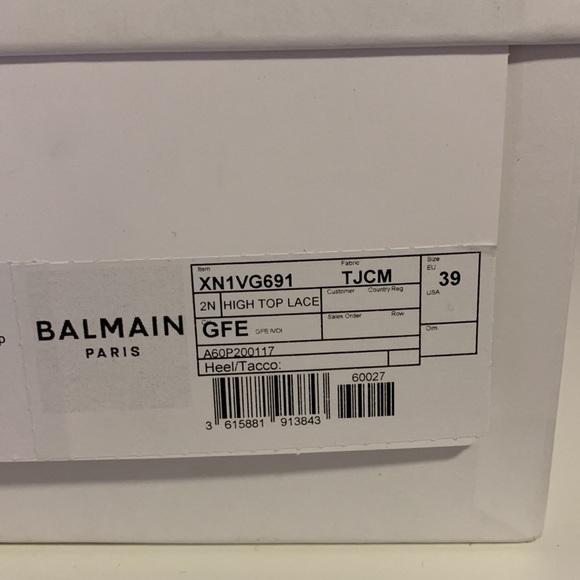 p
BALMAIN
PARIS
Item
XN1VG691
Fabric
TJCM
Size
EU
39
USA
2N HIGH TOP LACE
Customer Country Reg
GFE
Sales Order Row
Dim
A60P200117
Heel/Tacco:
60027
3 615881 913843